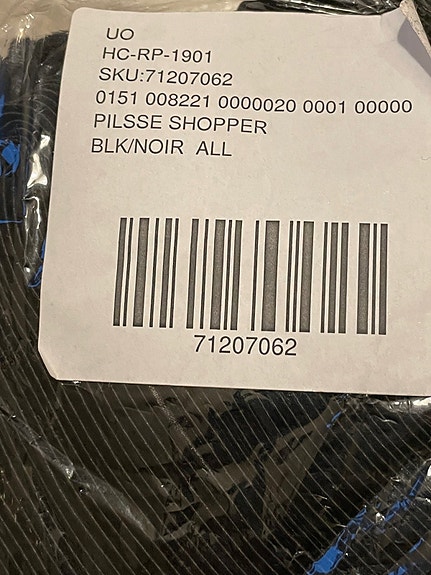 UO
HC-RP-1901
SKU:71207062
0151 008221 0000020 0001 00000
PILSSE SHOPPER
BLK/NOIR ALL
71207062